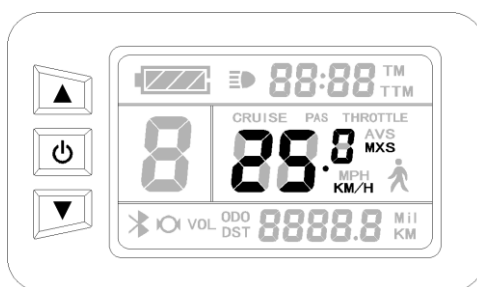 88:88 TM
TTM
CRUISE PAS THROTTLE
8 25.8 AVS
MXS
MPH
KM/H
VOL ODO 8888.8 Mil
DST KM